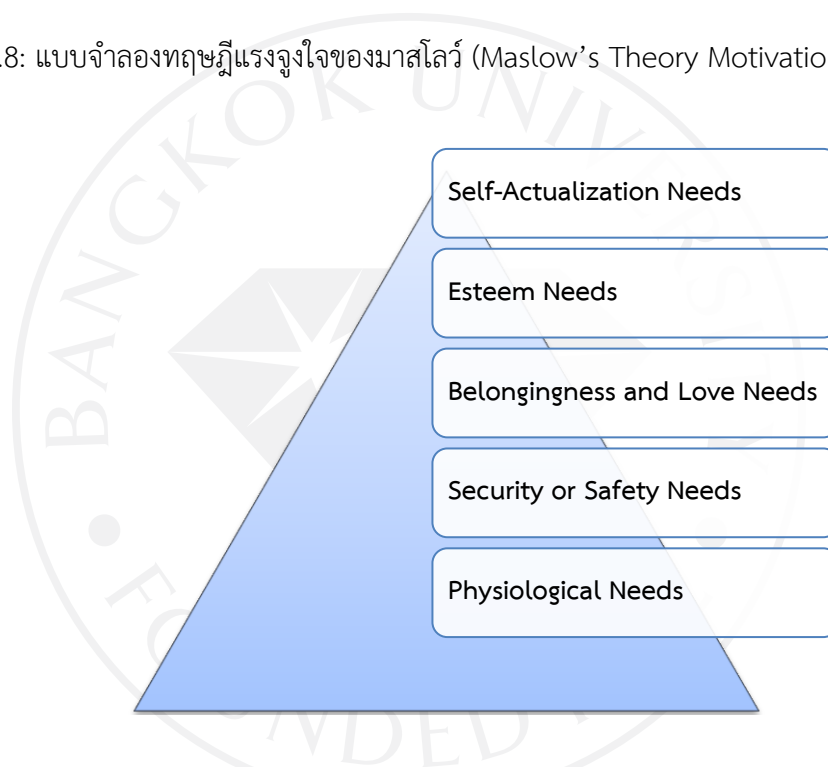 .8: แบบจำลองทฤษฎีแรงจูงใจของมาสโลว์ (Maslow's Theory Motivatio
BANGKOK UNIVERSITY
Self-Actualization Needs
Esteem Needs
Belongingness and Love Needs
Security or Safety Needs
Physiological Needs